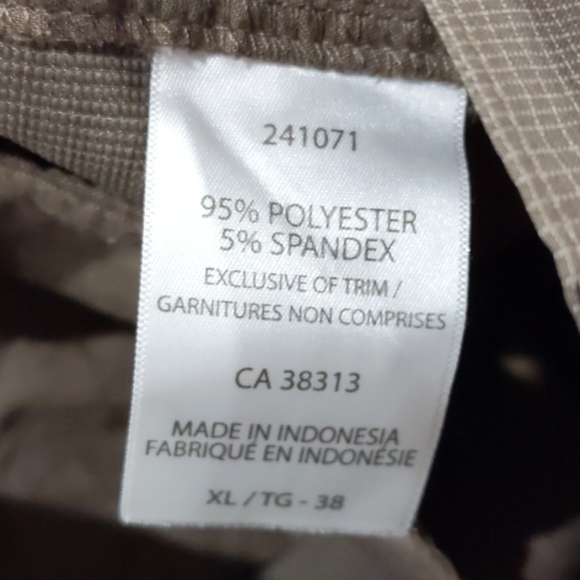 241071
95% POLYESTER
5% SPANDEX
EXCLUSIVE OF TRIM /
GARNITURES NON COMPRISES
CA 38313
MADE IN INDONESIA
FABRIQUÉ EN INDONÉSIE
XL / TG - 38